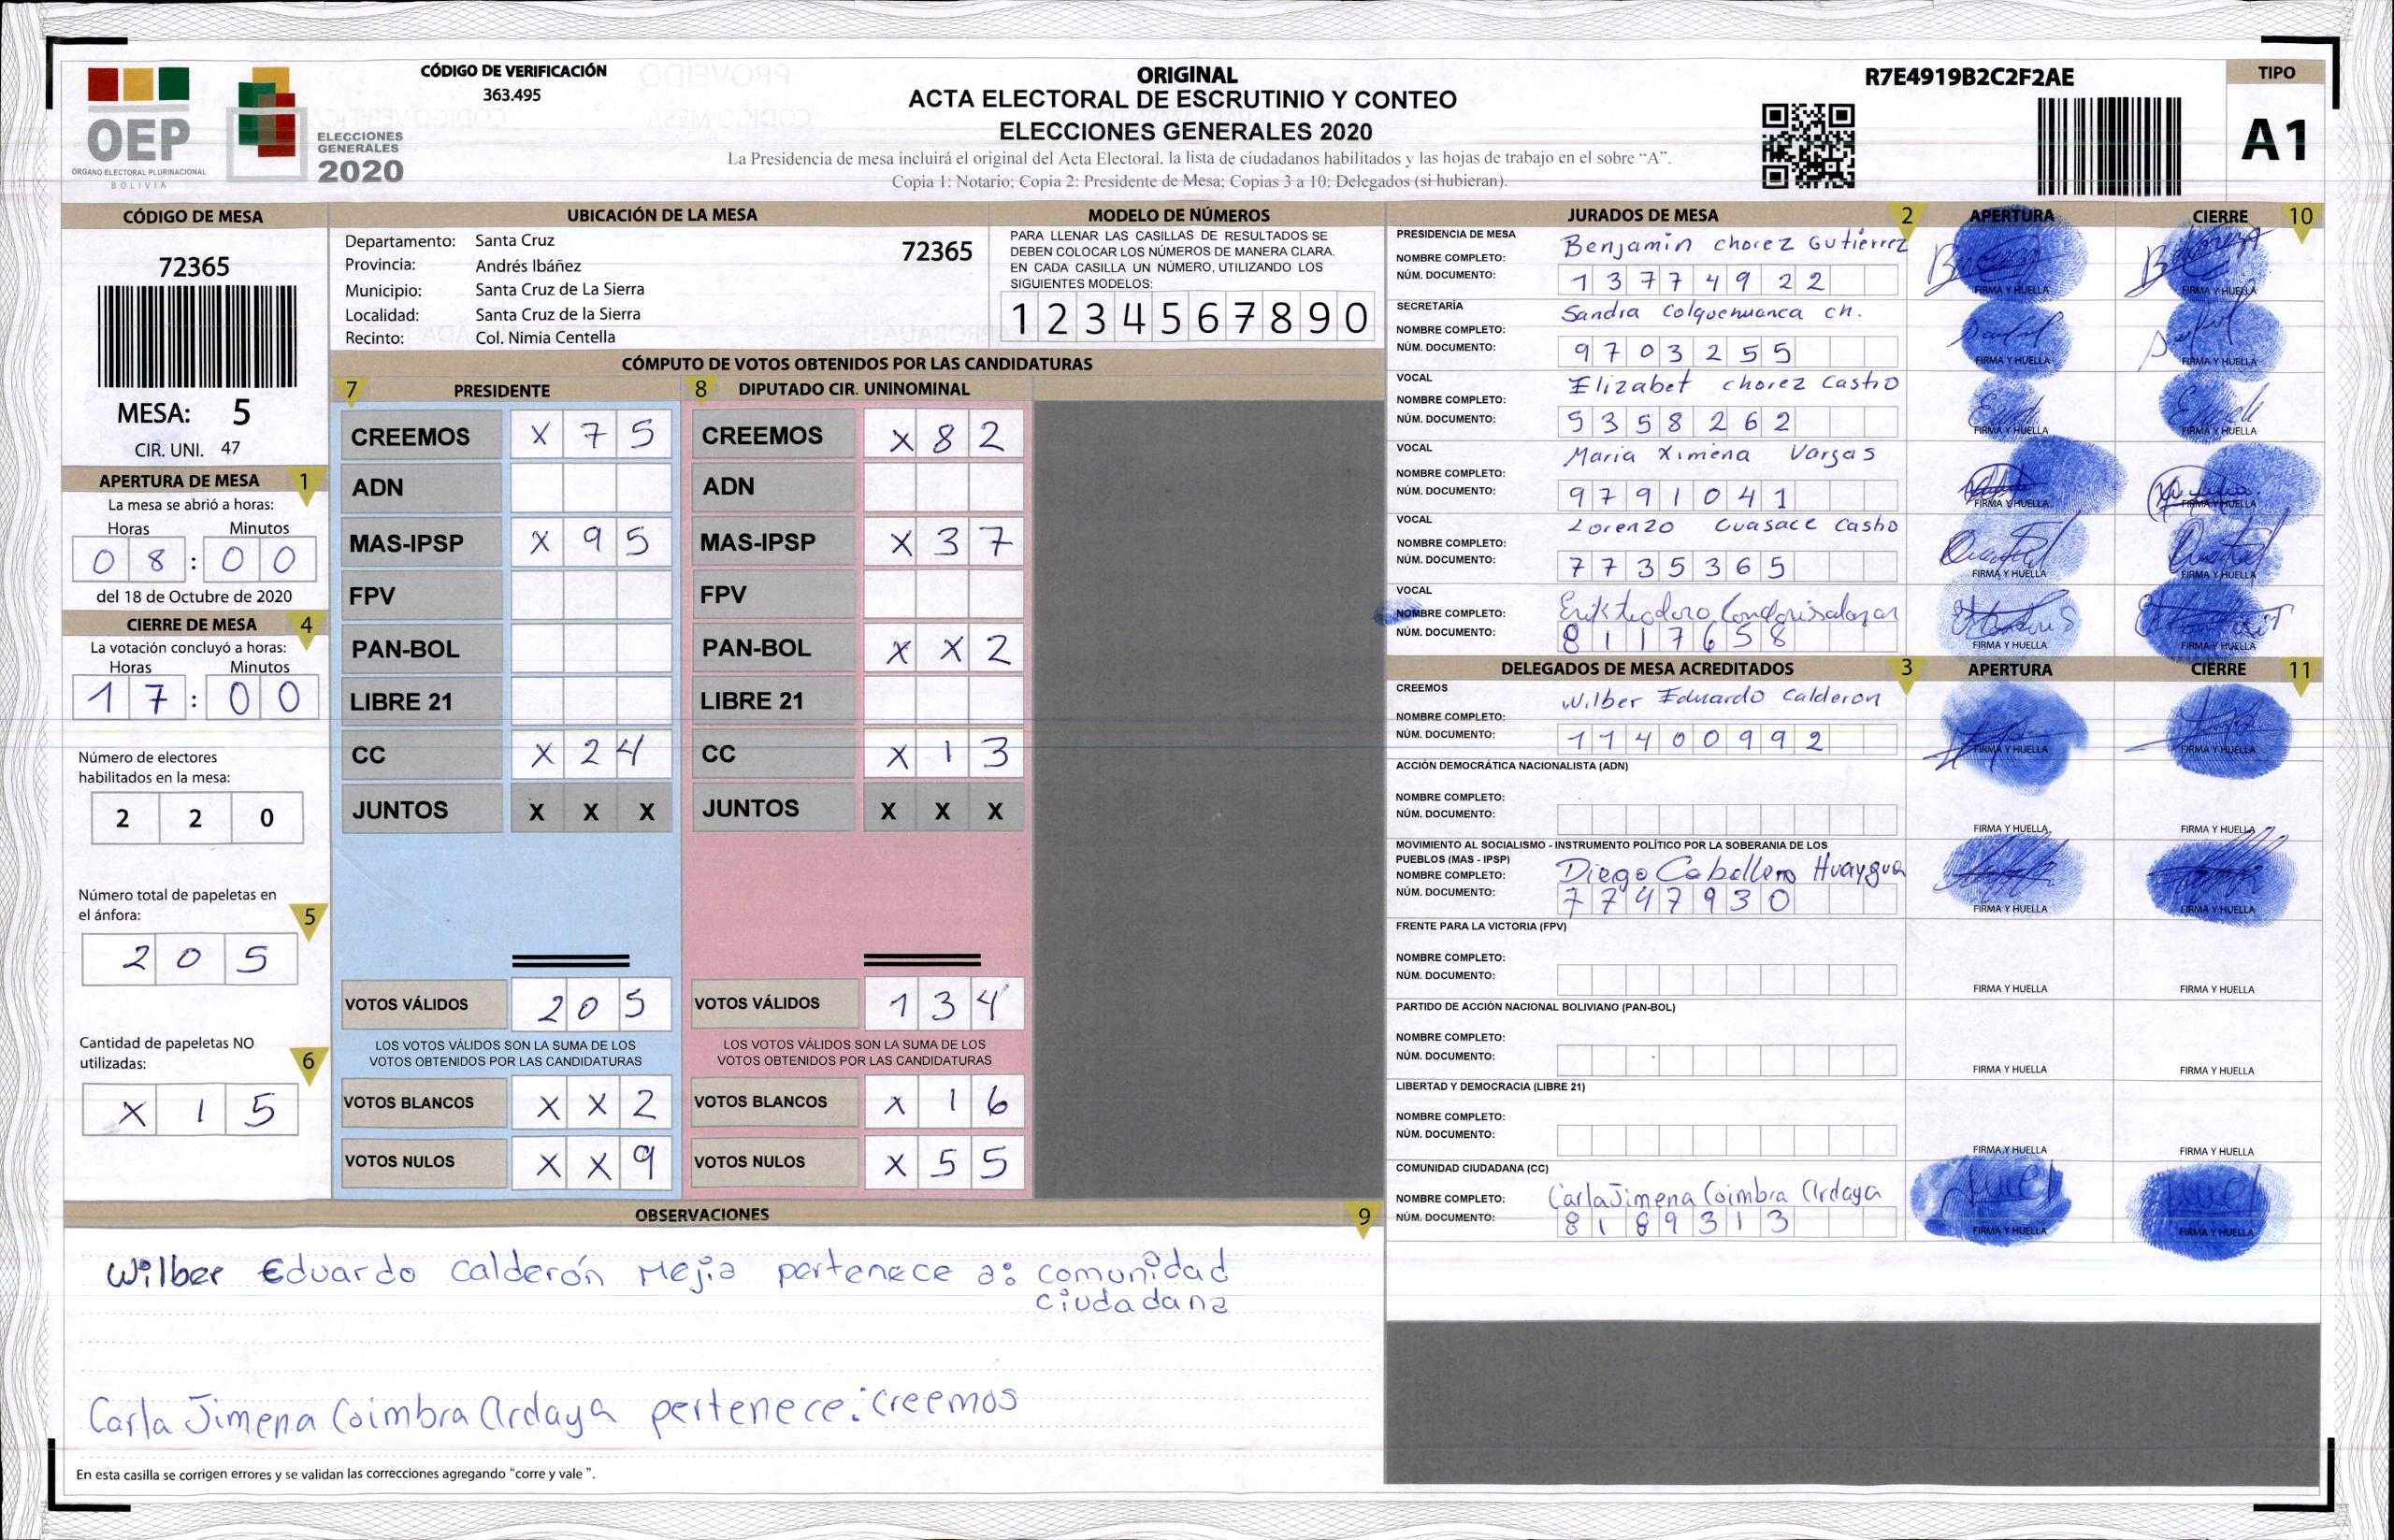 CÓDIGO DE VERIFICACIÓN
363.495
OEP
ÓRGANO ELECTORAL PLURINACIONAL
BOLIVIA
ELECCIONES
GENERALES
2020
ORIGINAL
ACTA ELECTORAL DE ESCRUTINIO Y CONTEO
ELECCIONES GENERALES 2020
La Presidencia de mesa incluirá el original del Acta Electoral. la lista de ciudadanos habilitados y las hojas de trabajo en el sobre “A”.
Copia 1: Notario; Copia 2: Presidente de Mesa; Copias 3 a 10: Delegados (si hubieran).
R7E4919B2C2F2AE
TIPO
A1
CÓDIGO DE MESA
72365
MESA: 5
CIR. UNI. 47
APERTURA DE MESA 1
La mesa se abrió a horas:
Horas Minutos
0 8 : 0 0
del 18 de Octubre de 2020
CIERRE DE MESA 4
La votación concluyó a horas:
Horas Minutos
1 7 : 0 0
Número de electores
habilitados en la mesa:
2 2 0
Número total de papeletas en
el ánfora: 5
2 0 5
Cantidad de papeletas NO
utilizadas: 6
X 1 5
UBICACIÓN DE LA MESA
Departamento: Santa Cruz 72365
Provincia: Andrés Ibáñez
Municipio: Santa Cruz de La Sierra
Localidad: Santa Cruz de la Sierra
Recinto: Col. Nimia Centella
MODELO DE NÚMEROS
PARA LLENAR LAS CASILLAS DE RESULTADOS SE
DEBEN COLOCAR LOS NÚMEROS DE MANERA CLARA.
EN CADA CASILLA UN NÚMERO, UTILIZANDO LOS
SIGUIENTES MODELOS:
1 2 3 4 5 6 7 8 9 0
CÓMPUTO DE VOTOS OBTENIDOS POR LAS CANDIDATURAS
7 PRESIDENTE
CREEMOS X 7 5
ADN
MAS-IPSP X 9 5
FPV
PAN-BOL
LIBRE 21
CC X 2 4
JUNTOS X X X
VOTOS VÁLIDOS 2 0 5
LOS VOTOS VÁLIDOS SON LA SUMA DE LOS
VOTOS OBTENIDOS POR LAS CANDIDATURAS
VOTOS BLANCOS X X 2
VOTOS NULOS X X 9
8 DIPUTADO CIR. UNINOMINAL
CREEMOS X 8 2
ADN
MAS-IPSP X 3 7
FPV
PAN-BOL X X 2
LIBRE 21
CC X 1 3
JUNTOS X X X
VOTOS VÁLIDOS 1 3 4
LOS VOTOS VÁLIDOS SON LA SUMA DE LOS
VOTOS OBTENIDOS POR LAS CANDIDATURAS
VOTOS BLANCOS X 1 6
VOTOS NULOS X 5 5
JURADOS DE MESA 2 APERTURA CIERRE 10
PRESIDENCIA DE MESA
NOMBRE COMPLETO: Benjamin chorez Gutierrez
NÚM. DOCUMENTO: 1 3 7 7 4 9 2 2
FIRMA Y HUELLA FIRMA Y HUELLA
SECRETARÍA
NOMBRE COMPLETO: Sandra Colquehuanca ch.
NÚM. DOCUMENTO: 9 7 0 3 2 5 5
FIRMA Y HUELLA FIRMA Y HUELLA
VOCAL
NOMBRE COMPLETO: Elizabet chorez Castro
NÚM. DOCUMENTO: 5 3 5 8 2 6 2
FIRMA Y HUELLA FIRMA Y HUELLA
VOCAL
NOMBRE COMPLETO: Maria Ximena Vargas
NÚM. DOCUMENTO: 9 7 9 1 0 4 1
FIRMA Y HUELLA FIRMA Y HUELLA
VOCAL
NOMBRE COMPLETO: Lorenzo Cuasace Castro
NÚM. DOCUMENTO: 7 7 3 5 3 6 5
FIRMA Y HUELLA FIRMA Y HUELLA
VOCAL
NOMBRE COMPLETO: Erik teodoro
NÚM. DOCUMENTO: 8 1 1 7 6 5 8
FIRMA Y HUELLA FIRMA Y HUELLA
DELEGADOS DE MESA ACREDITADOS 3 APERTURA CIERRE 11
CREEMOS
NOMBRE COMPLETO: Wilber Eduardo Calderon
NÚM. DOCUMENTO: 1 1 4 0 0 9 9 2
FIRMA Y HUELLA FIRMA Y HUELLA
ACCIÓN DEMOCRÁTICA NACIONALISTA (ADN)
NOMBRE COMPLETO:
NÚM. DOCUMENTO:
FIRMA Y HUELLA FIRMA Y HUELLA
MOVIMIENTO AL SOCIALISMO - INSTRUMENTO POLÍTICO POR LA SOBERANIA DE LOS
PUEBLOS (MAS - IPSP)
NOMBRE COMPLETO: Diego Caballero Huaygua
NÚM. DOCUMENTO: 7 7 4 7 9 3 0
FIRMA Y HUELLA FIRMA Y HUELLA
FRENTE PARA LA VICTORIA (FPV)
NOMBRE COMPLETO:
NÚM. DOCUMENTO:
FIRMA Y HUELLA FIRMA Y HUELLA
PARTIDO DE ACCIÓN NACIONAL BOLIVIANO (PAN-BOL)
NOMBRE COMPLETO:
NÚM. DOCUMENTO:
FIRMA Y HUELLA FIRMA Y HUELLA
LIBERTAD Y DEMOCRACIA (LIBRE 21)
NOMBRE COMPLETO:
NÚM. DOCUMENTO:
FIRMA Y HUELLA FIRMA Y HUELLA
COMUNIDAD CIUDADANA (CC)
NOMBRE COMPLETO: Carla Jimena Coimbra Ardaya
NÚM. DOCUMENTO: 8 1 8 9 3 1 3
FIRMA Y HUELLA FIRMA Y HUELLA
OBSERVACIONES 9
Wilber Eduardo Calderón Mejia pertenece a: comunidad
ciudadana
Carla Jimena Coimbra Ardaya pertenece: Creemos
En esta casilla se corrigen errores y se validan las correcciones agregando “corre y vale ”.